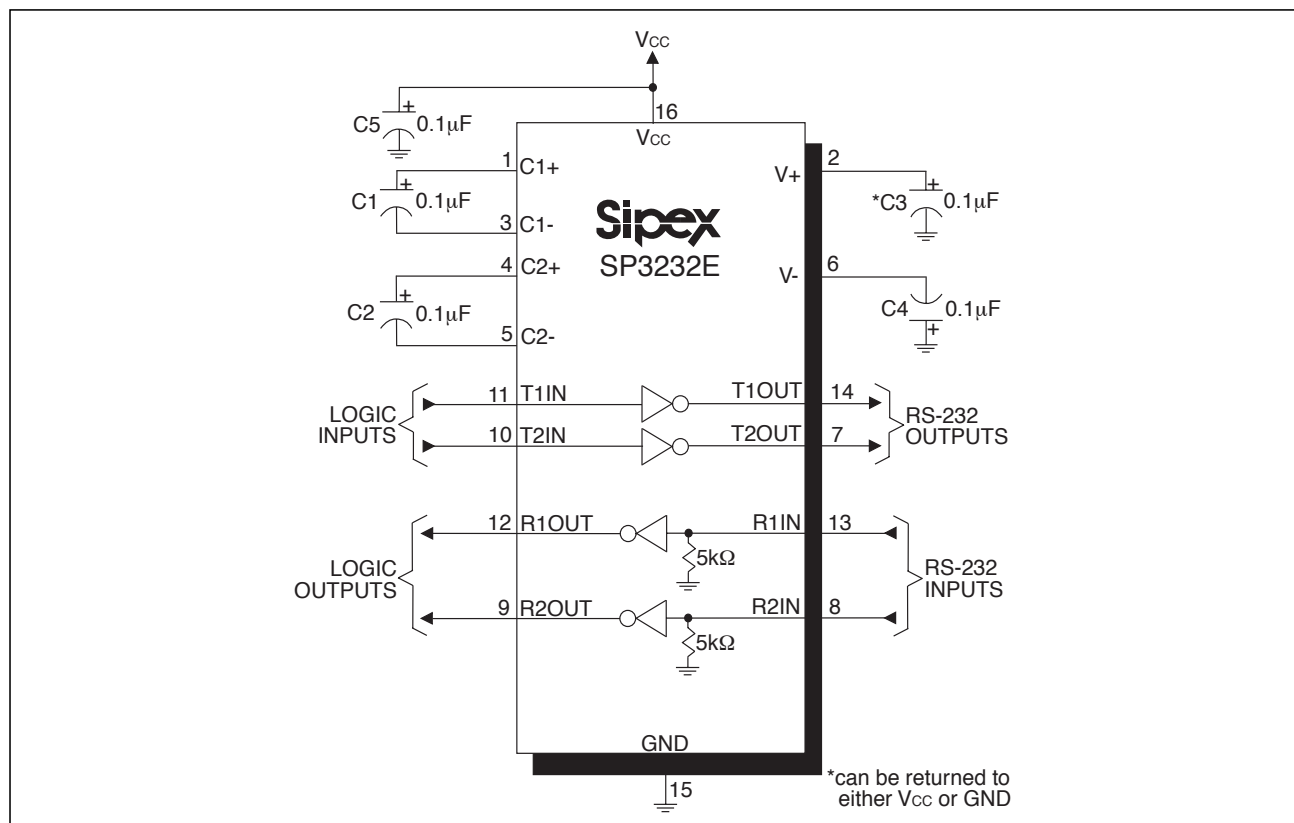 Vcc
C5
+
0.1µF
16
Vcc
1
C1+
C1
+
0.1µF
3
C1-
4
C2+
C2
+
0.1µF
5
C2-
Sipex
SP3232E
V+
2
*C3
+
0.1µF
V-
6
C4
0.1µF
+
LOGIC
INPUTS
11
T1IN
T1OUT
14
10
T2IN
T2OUT
7
RS-232
OUTPUTS
LOGIC
OUTPUTS
12
R1OUT
R1IN
13
5kΩ
9
R2OUT
R2IN
8
5kΩ
RS-232
INPUTS
GND
15
*can be returned to
either Vcc or GND